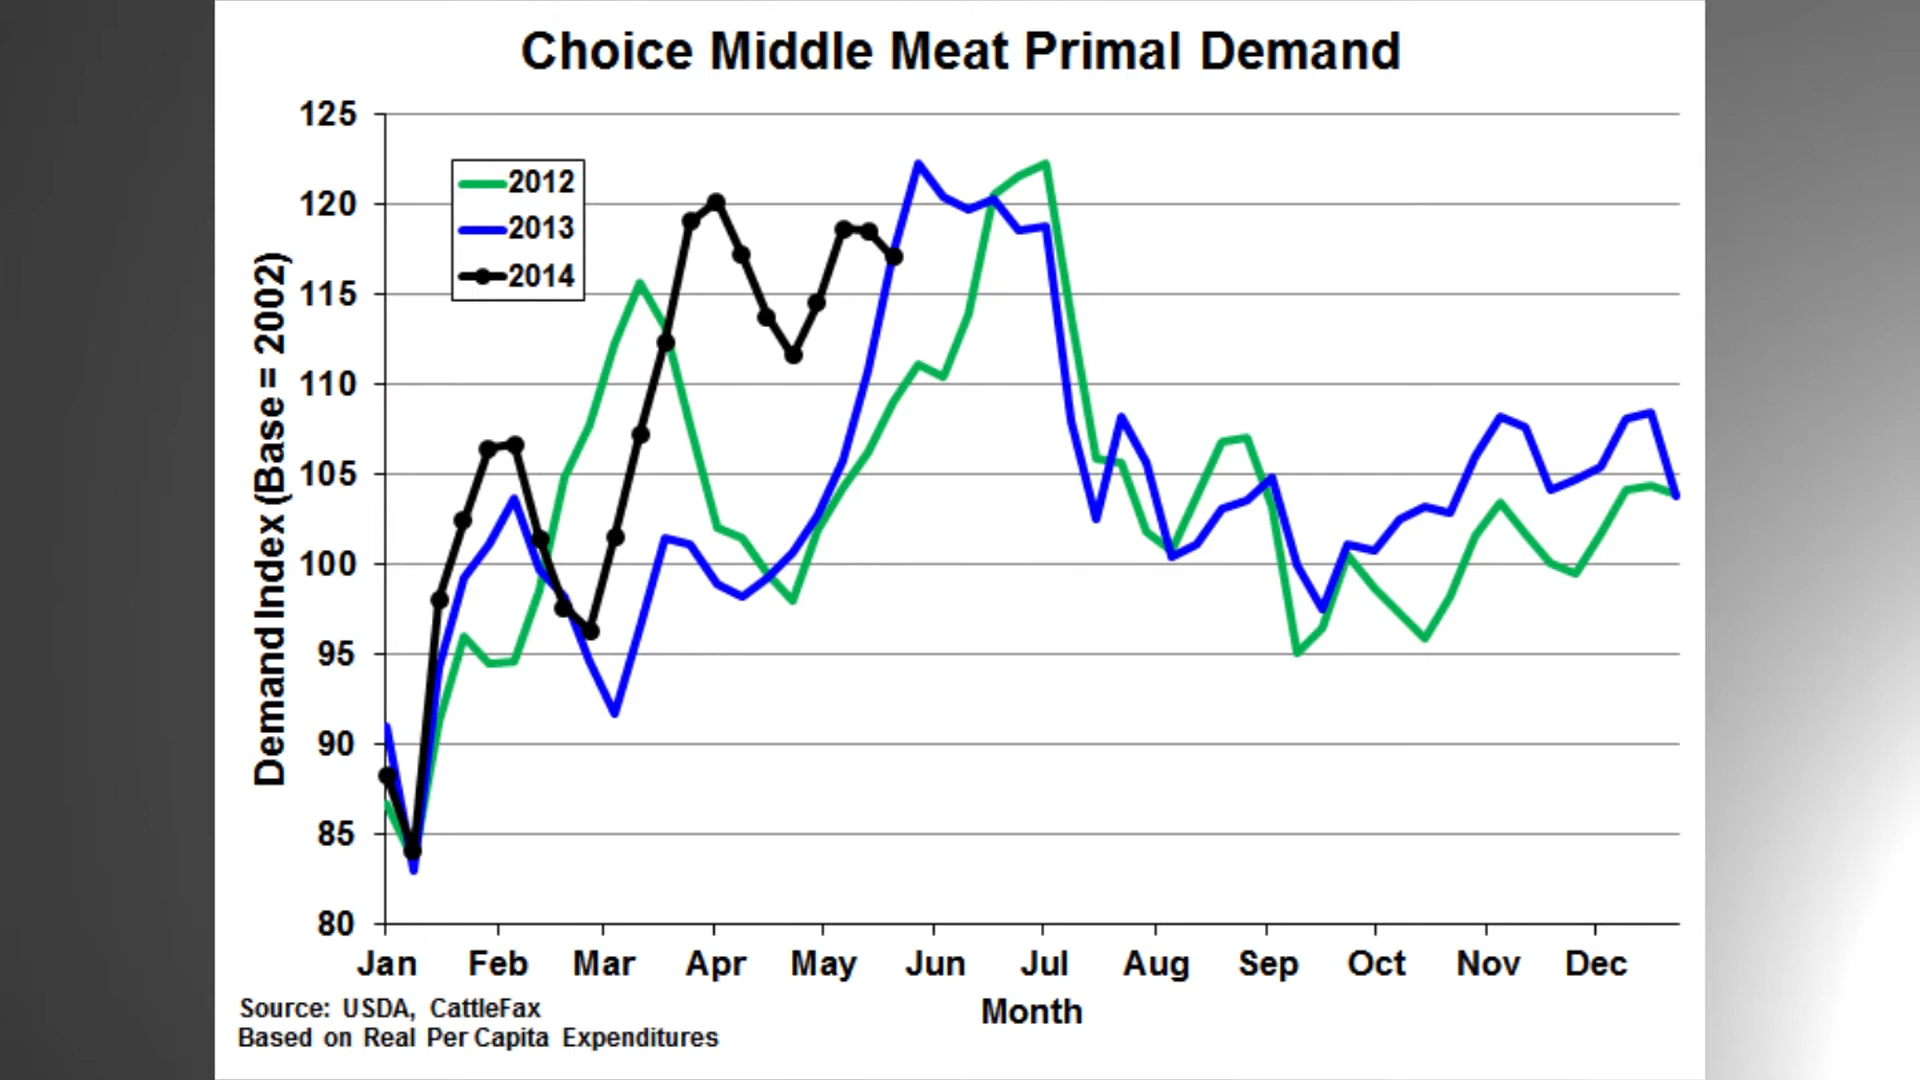 Choice Middle Meat Primal Demand
125
120
115
110
105
100
95
90
85
80
2012
2013
2014
Demand Index (Base = 2002)
Jan Feb Mar Apr May Jun Jul Aug Sep Oct Nov Dec
Month
Source: USDA, CattleFax
Based on Real Per Capita Expenditures